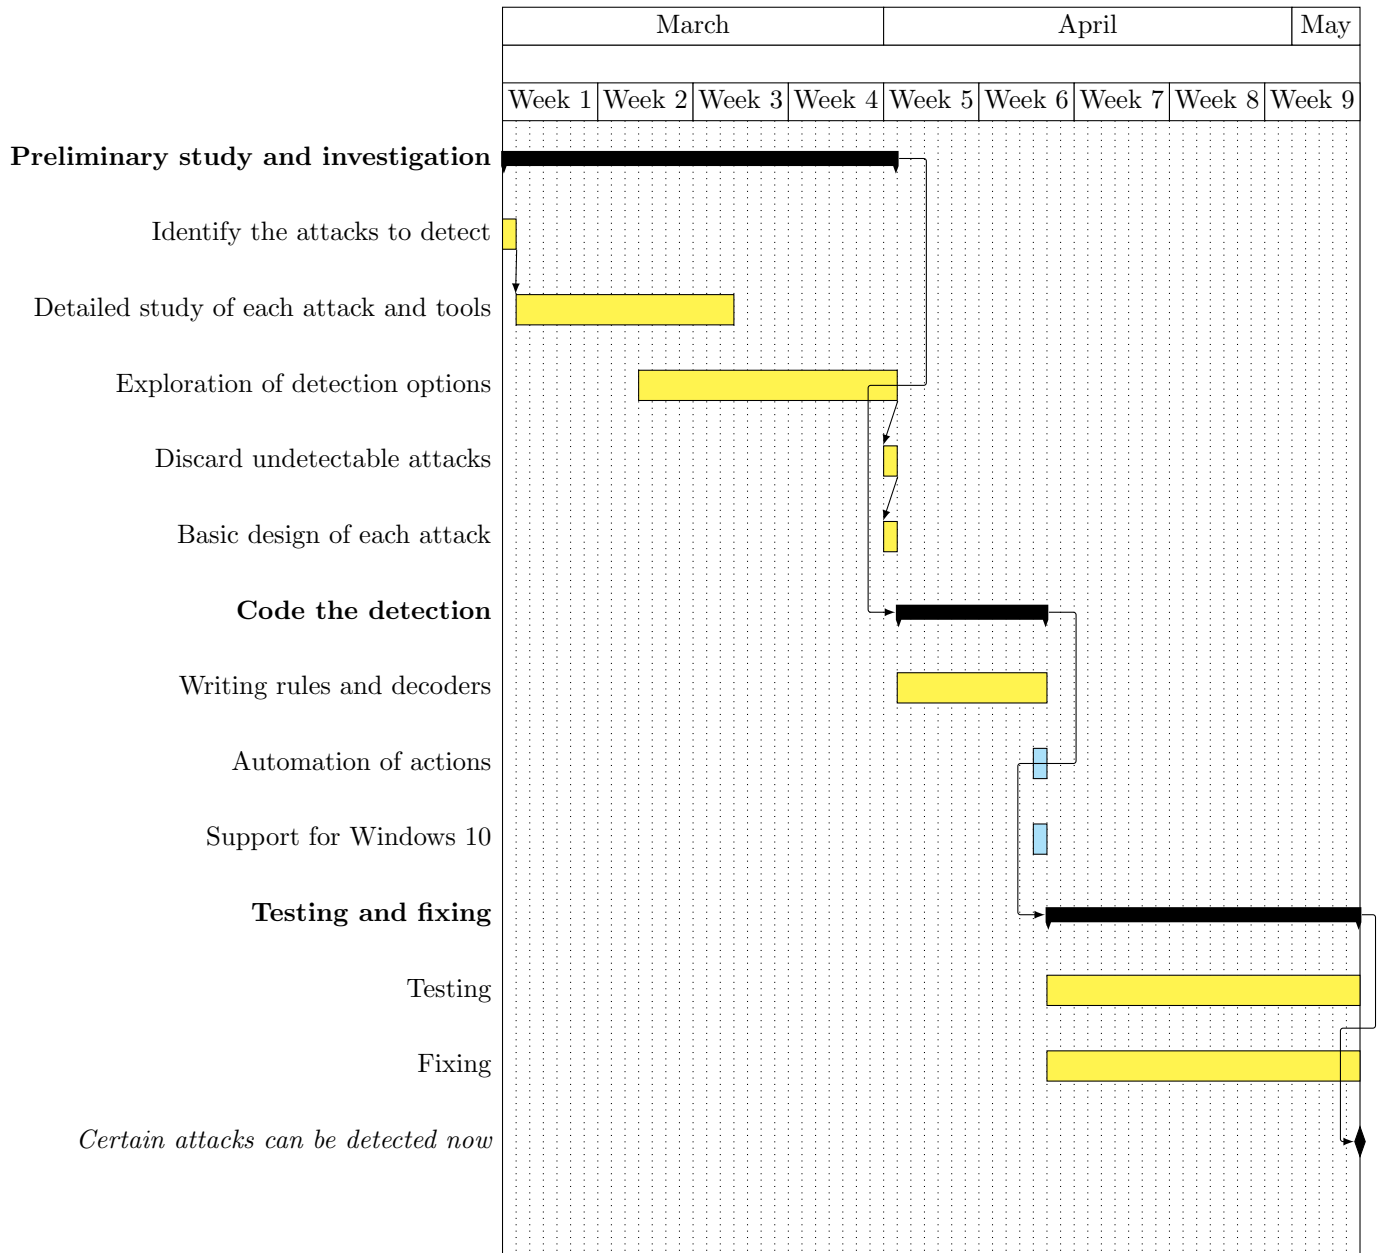 March April May
Week 1 Week 2 Week 3 Week 4 Week 5 Week 6 Week 7 Week 8 Week 9
Preliminary study and investigation
Identify the attacks to detect
Detailed study of each attack and tools
Exploration of detection options
Discard undetectable attacks
Basic design of each attack
Code the detection
Writing rules and decoders
Automation of actions
Support for Windows 10
Testing and fixing
Testing
Fixing
Certain attacks can be detected now